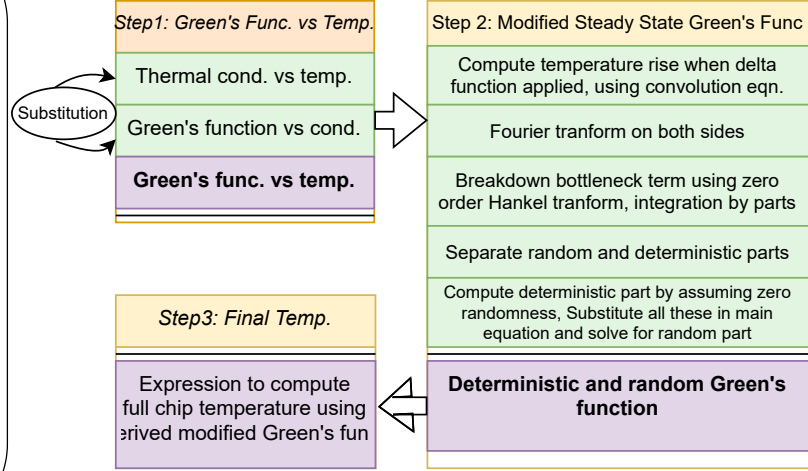 Step1: Green's Func. vs Temp.
Substitution
Thermal cond. vs temp.
Green's function vs cond.
Green's func. vs temp.
Step 2: Modified Steady State Green's Func
Compute temperature rise when delta
function applied, using convolution eqn.
Fourier tranform on both sides
Breakdown bottleneck term using zero
order Hankel tranform, integration by parts
Separate random and deterministic parts
Compute deterministic part by assuming zero
randomness, Substitute all these in main
equation and solve for random part
Deterministic and random Green's
function
Step3: Final Temp.
Expression to compute
full chip temperature using
erived modified Green's fun